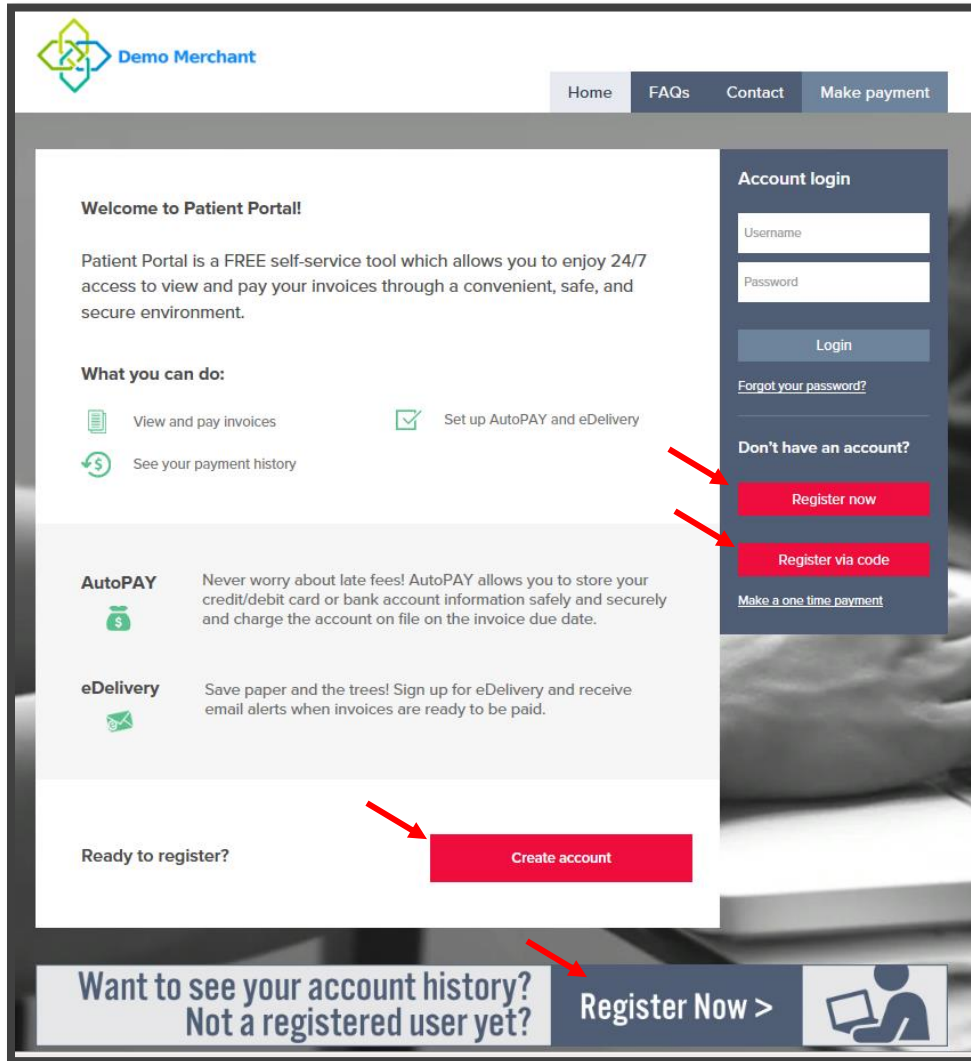 Demo Merchant
Home FAQs Contact Make payment
Welcome to Patient Portal!
Patient Portal is a FREE self-service tool which allows you to enjoy 24/7
access to view and pay your invoices through a convenient, safe, and
secure environment.
What you can do:
View and pay invoices
Set up AutoPAY and eDelivery
See your payment history
AutoPAY
Never worry about late fees! AutoPAY allows you to store your
credit/debit card or bank account information safely and securely
and charge the account on file on the invoice due date.
eDelivery
Save paper and the trees! Sign up for eDelivery and receive
email alerts when invoices are ready to be paid.
Ready to register?
Create account
Account login
Username
Password
Login
Forgot your password?
Don't have an account?
Register now
Register via code
Make a one time payment
Want to see your account history?
Not a registered user yet?
Register Now >